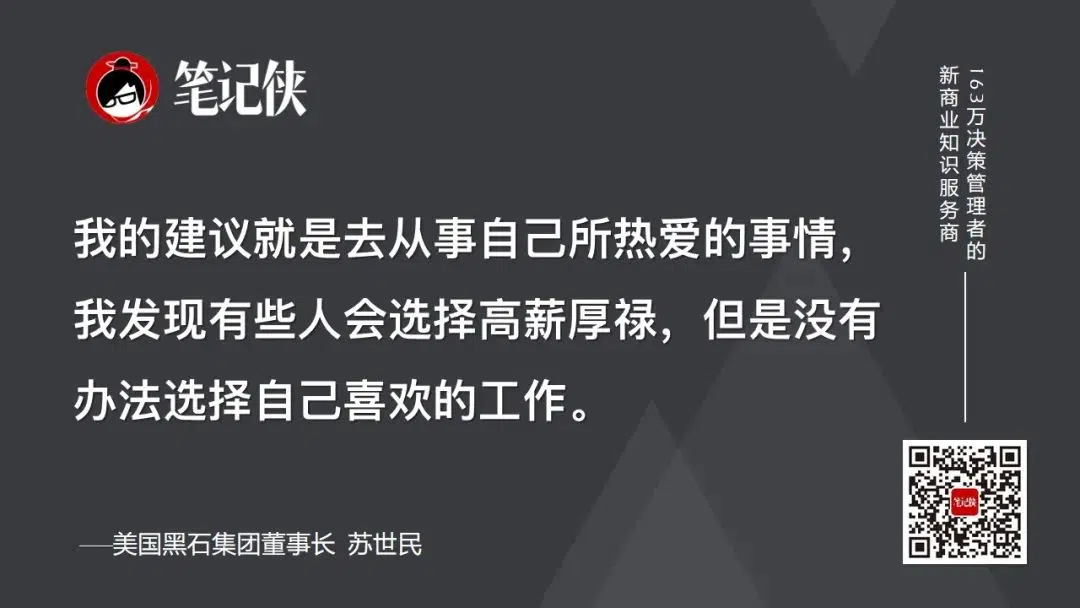 笔记侠
163万决策管理者的
新商业知识服务商
我的建议就是去从事自己所热爱的事情，
我发现有些人会选择高薪厚禄，但是没有
办法选择自己喜欢的工作。
——美国黑石集团董事长 苏世民
笔记侠